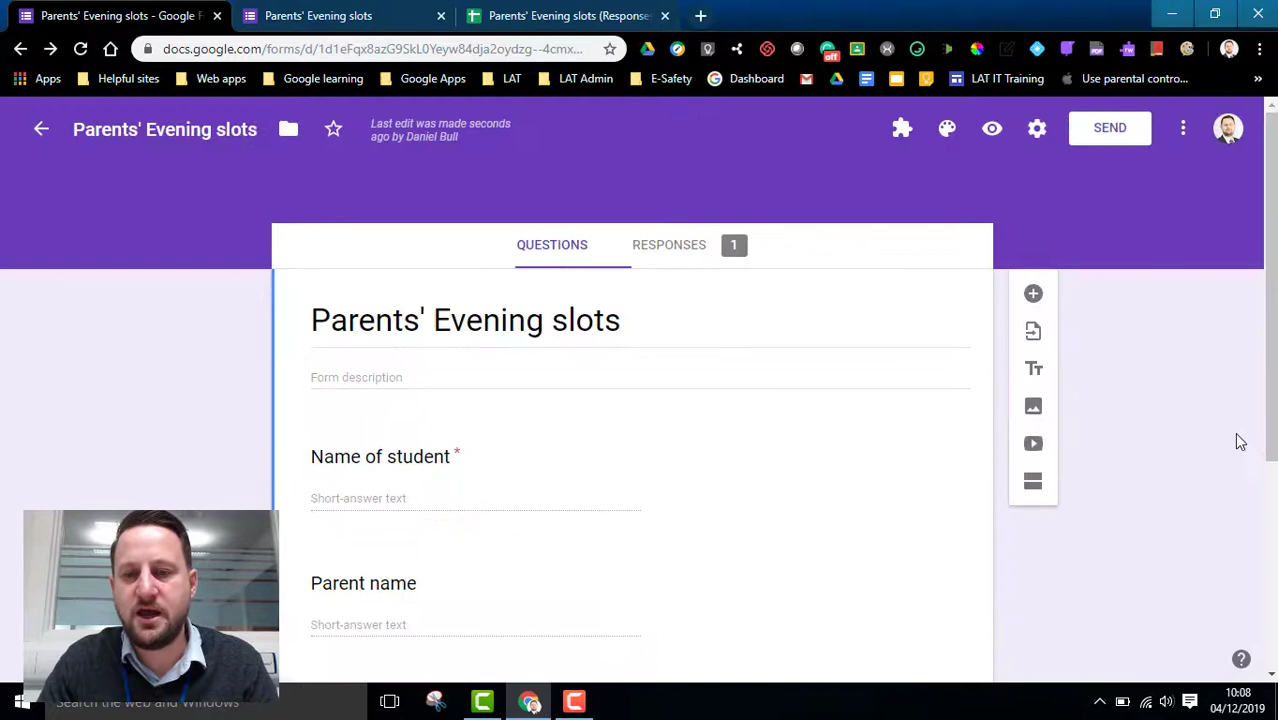 Parents' Evening slots - Google F
Parents' Evening slots
Parents' Evening slots (Response
docs.google.com/forms/d/1d1eFqx8azG9SkL0Yeyw84dja2oydzg--4cmx...
off
Apps
Helpful sites
Web apps
Google learning
Google Apps
LAT
LAT Admin
E-Safety
Dashboard
LAT IT Training
Use parental contro...
»
Parents' Evening slots
Last edit was made seconds
ago by Daniel Bull
SEND
QUESTIONS
RESPONSES
1
Parents' Evening slots
Form description
Name of student *
Short-answer text
Parent name
Short-answer text
Search the web and Windows
10:08
04/12/2019